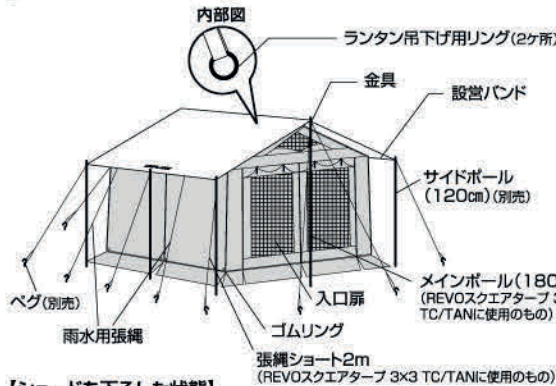 内部図
ランタン吊下げ用リング(2ケ所)
金具
設営バンド
サイドポール
(120㎝)(別売)
メインポール(180
(REVOスクエアタープ 3
TC/TANに使用のもの)
入口扉
ペグ(別売)
雨水用張縄
ゴムリング
張縄ショート2m
(REVOスクエアタープ 3×3 TC/TANに使用のもの)